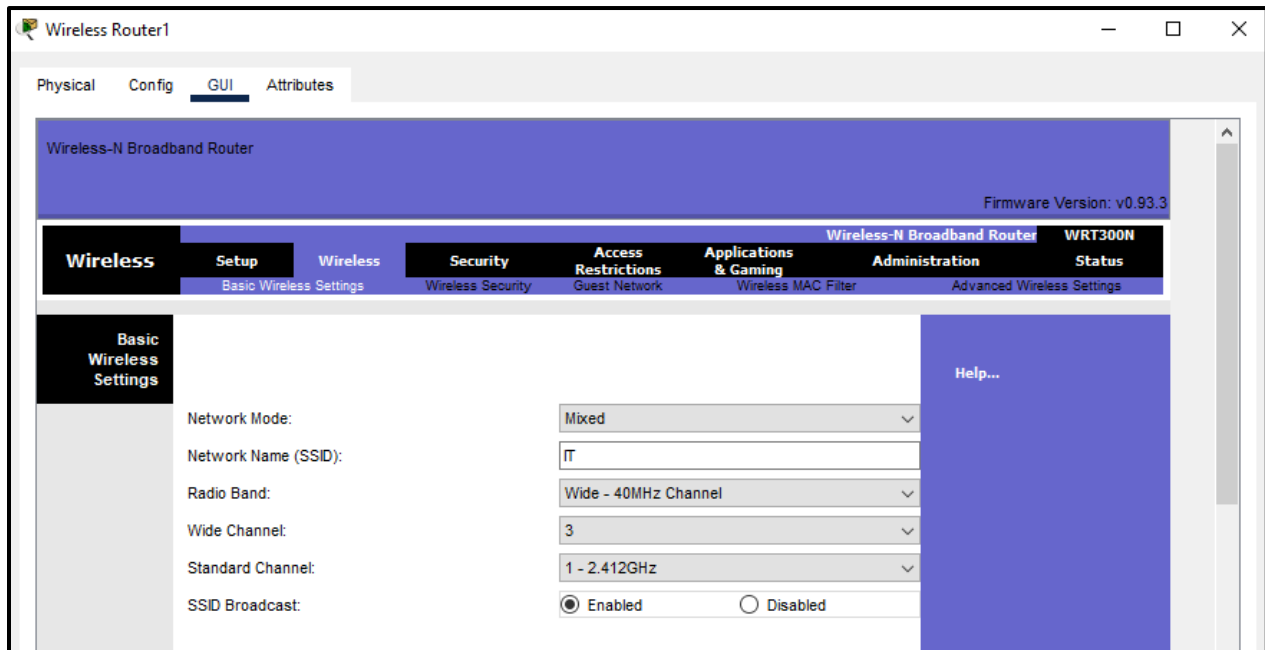 Wireless Router1
Physical Config GUI Attributes
Wireless-N Broadband Router
Firmware Version: v0.93.3
Wireless-N Broadband Router WRT300N
Wireless Setup Wireless Security Access Restrictions Applications & Gaming Administration Status
Basic Wireless Settings Wireless Security Guest Network Wireless MAC Filter Advanced Wireless Settings
Basic
Wireless
Settings
Help...
Network Mode: Mixed
Network Name (SSID): IT
Radio Band: Wide - 40MHz Channel
Wide Channel: 3
Standard Channel: 1 - 2.412GHz
SSID Broadcast: Enabled Disabled